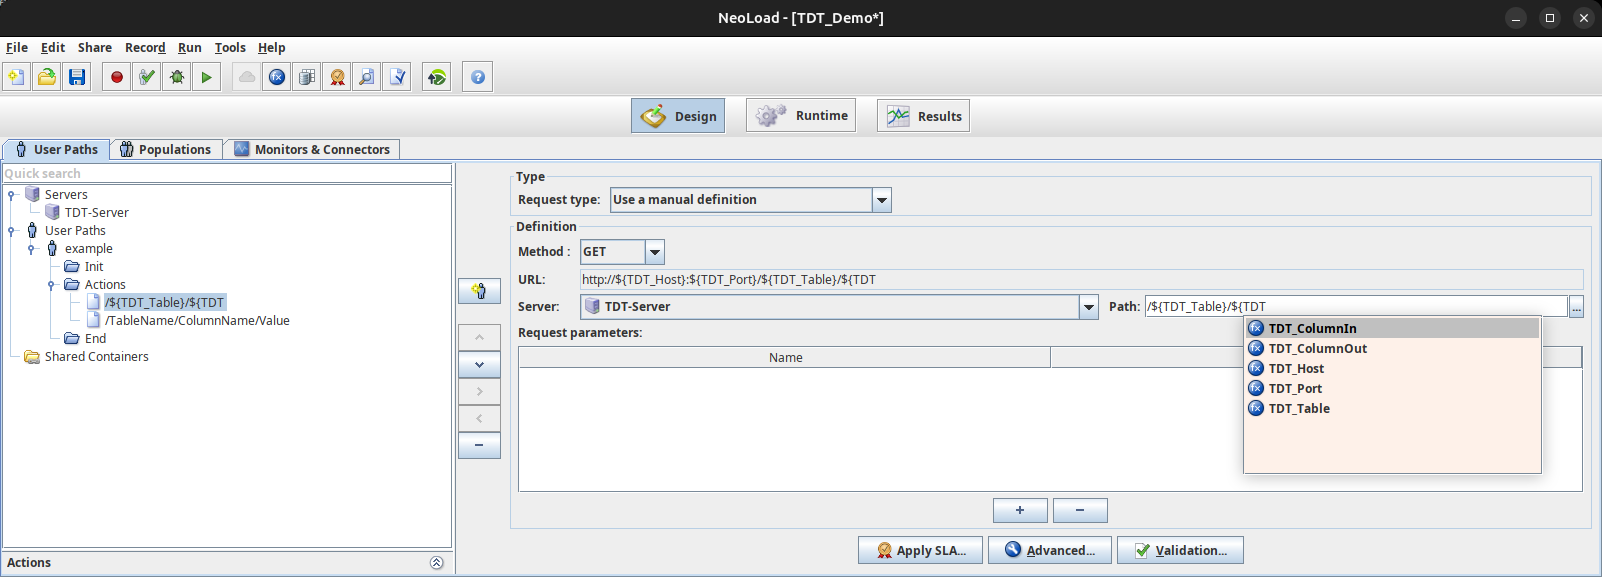 NeoLoad - [TDT_Demo*]
File Edit Share Record Run Tools Help
Design Runtime Results
User Paths Populations Monitors & Connectors
Quick search
Servers
TDT-Server
User Paths
example
Init
Actions
/${TDT_Table}/${TDT
/TableName/ColumnName/Value
End
Shared Containers
Actions
Type
Request type: Use a manual definition
Definition
Method : GET
URL: http://${TDT_Host}:${TDT_Port}/${TDT_Table}/${TDT
Server: TDT-Server Path: /${TDT_Table}/${TDT ...
Request parameters:
Name
TDT_ColumnIn
TDT_ColumnOut
TDT_Host
TDT_Port
TDT_Table
+ −
Apply SLA... Advanced... Validation...